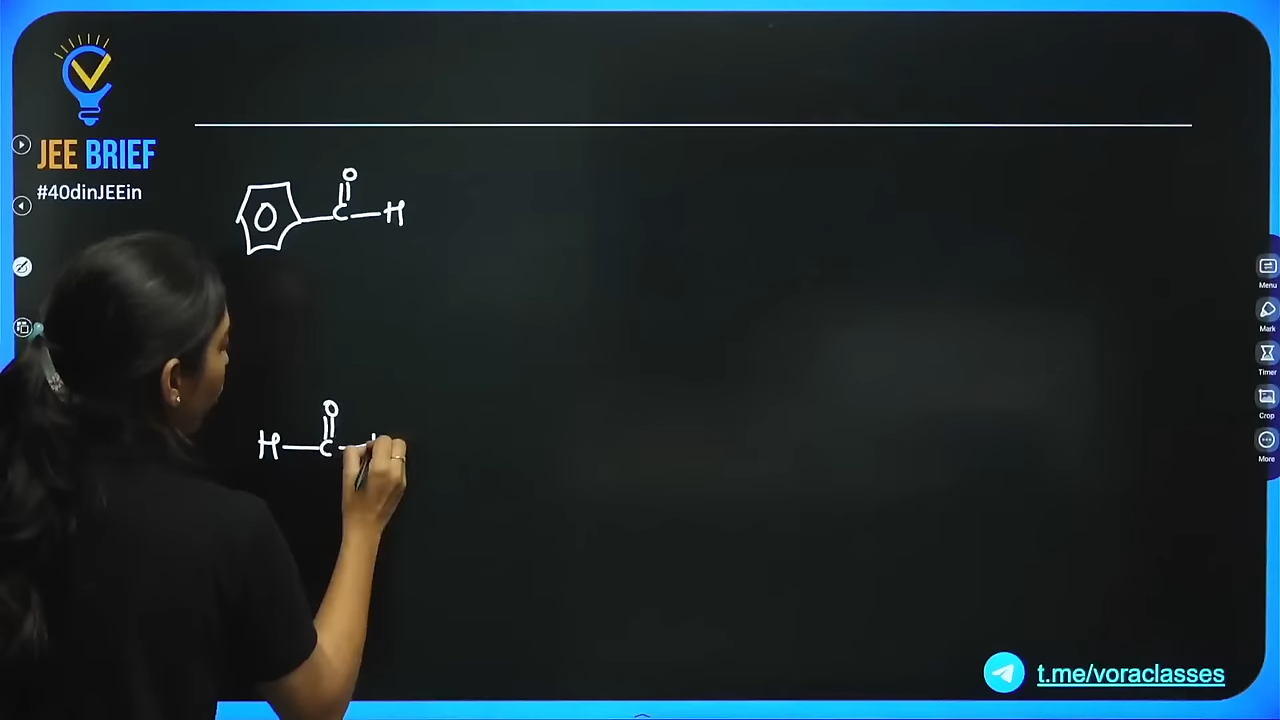 JEE BRIEF
#40dinJEEin
O
O C H
O
H C
Menu
Mark
Timer
Crop
More
t.me/voraclasses